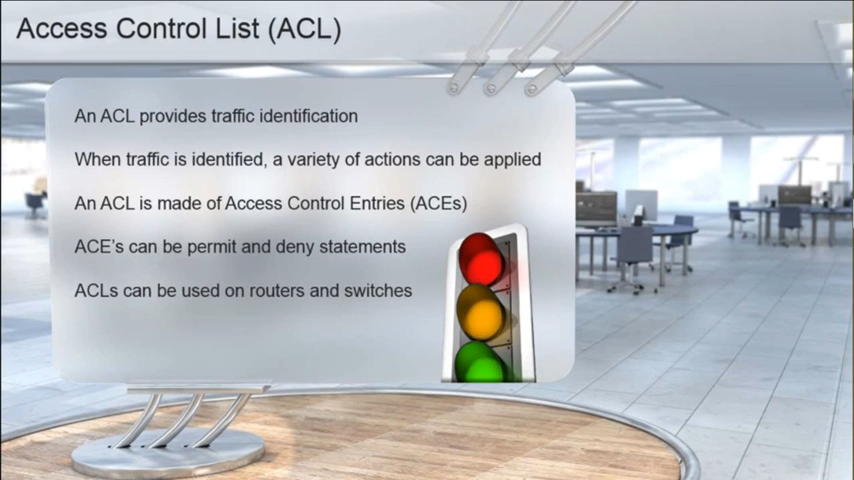 Access Control List (ACL)
An ACL provides traffic identification
When traffic is identified, a variety of actions can be applied
An ACL is made of Access Control Entries (ACEs)
ACE's can be permit and deny statements
ACLs can be used on routers and switches